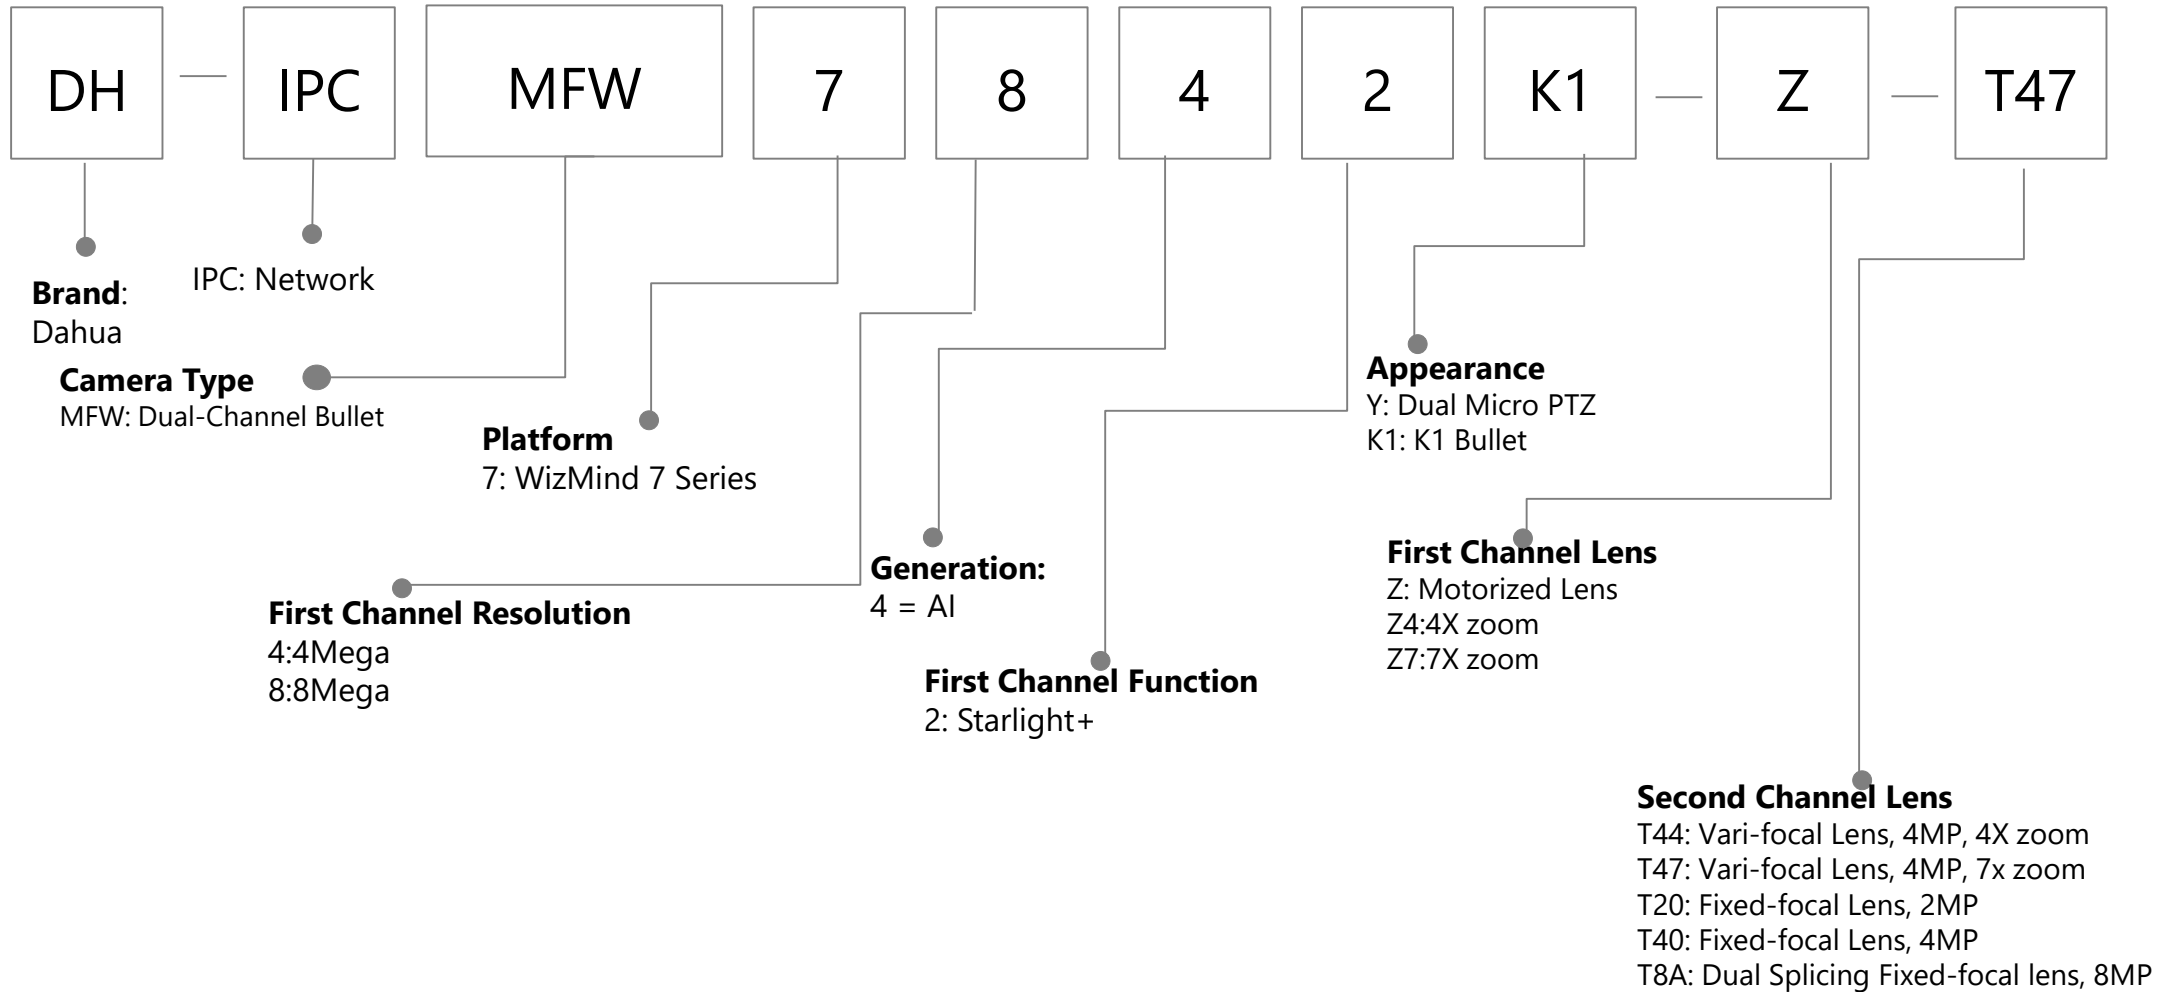 DH — IPC MFW 7 8 4 2 K1 — Z — T47
Brand:
Dahua
IPC: Network
Camera Type
MFW: Dual-Channel Bullet
Platform
7: WizMind 7 Series
First Channel Resolution
4:4Mega
8:8Mega
Generation:
4 = AI
First Channel Function
2: Starlight+
Appearance
Y: Dual Micro PTZ
K1: K1 Bullet
First Channel Lens
Z: Motorized Lens
Z4:4X zoom
Z7:7X zoom
Second Channel Lens
T44: Vari-focal Lens, 4MP, 4X zoom
T47: Vari-focal Lens, 4MP, 7x zoom
T20: Fixed-focal Lens, 2MP
T40: Fixed-focal Lens, 4MP
T8A: Dual Splicing Fixed-focal lens, 8MP